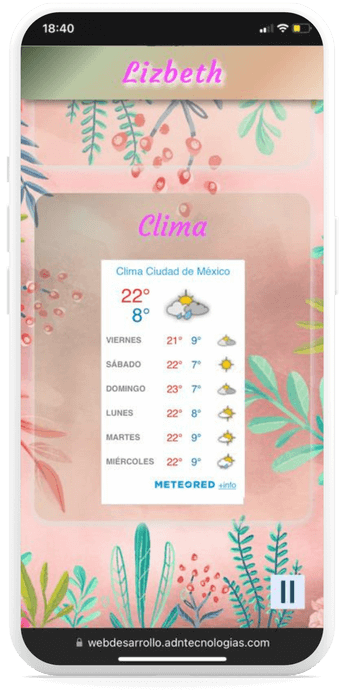 18:40
Lizbeth
Clima
Clima Ciudad de México
22°
8°
VIERNES 21° 9°
SÁBADO 22° 7°
DOMINGO 23° 7°
LUNES 22° 8°
MARTES 22° 9°
MIÉRCOLES 22° 9°
METEORED +info
webdesarrollo.adntecnologias.com